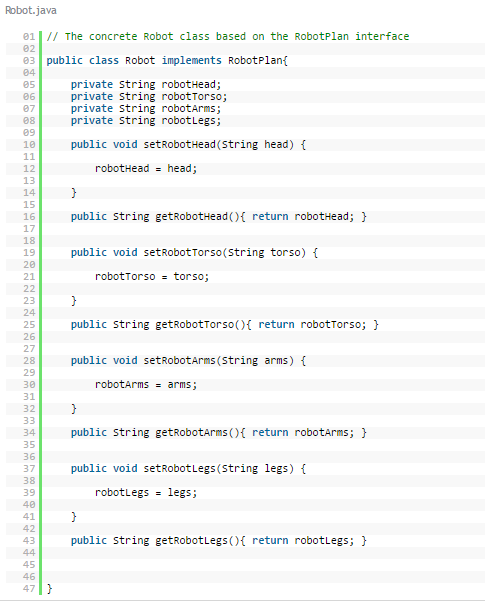 Robot.java
01 // The concrete Robot class based on the RobotPlan interface
02
03 public class Robot implements RobotPlan{
04
05     private String robotHead;
06     private String robotTorso;
07     private String robotArms;
08     private String robotLegs;
09
10     public void setRobotHead(String head) {
11
12         robotHead = head;
13
14     }
15
16     public String getRobotHead(){ return robotHead; }
17
18
19     public void setRobotTorso(String torso) {
20
21         robotTorso = torso;
22
23     }
24
25     public String getRobotTorso(){ return robotTorso; }
26
27
28     public void setRobotArms(String arms) {
29
30         robotArms = arms;
31
32     }
33
34     public String getRobotArms(){ return robotArms; }
35
36
37     public void setRobotLegs(String legs) {
38
39         robotLegs = legs;
40
41     }
42
43     public String getRobotLegs(){ return robotLegs; }
44
45
46
47 }